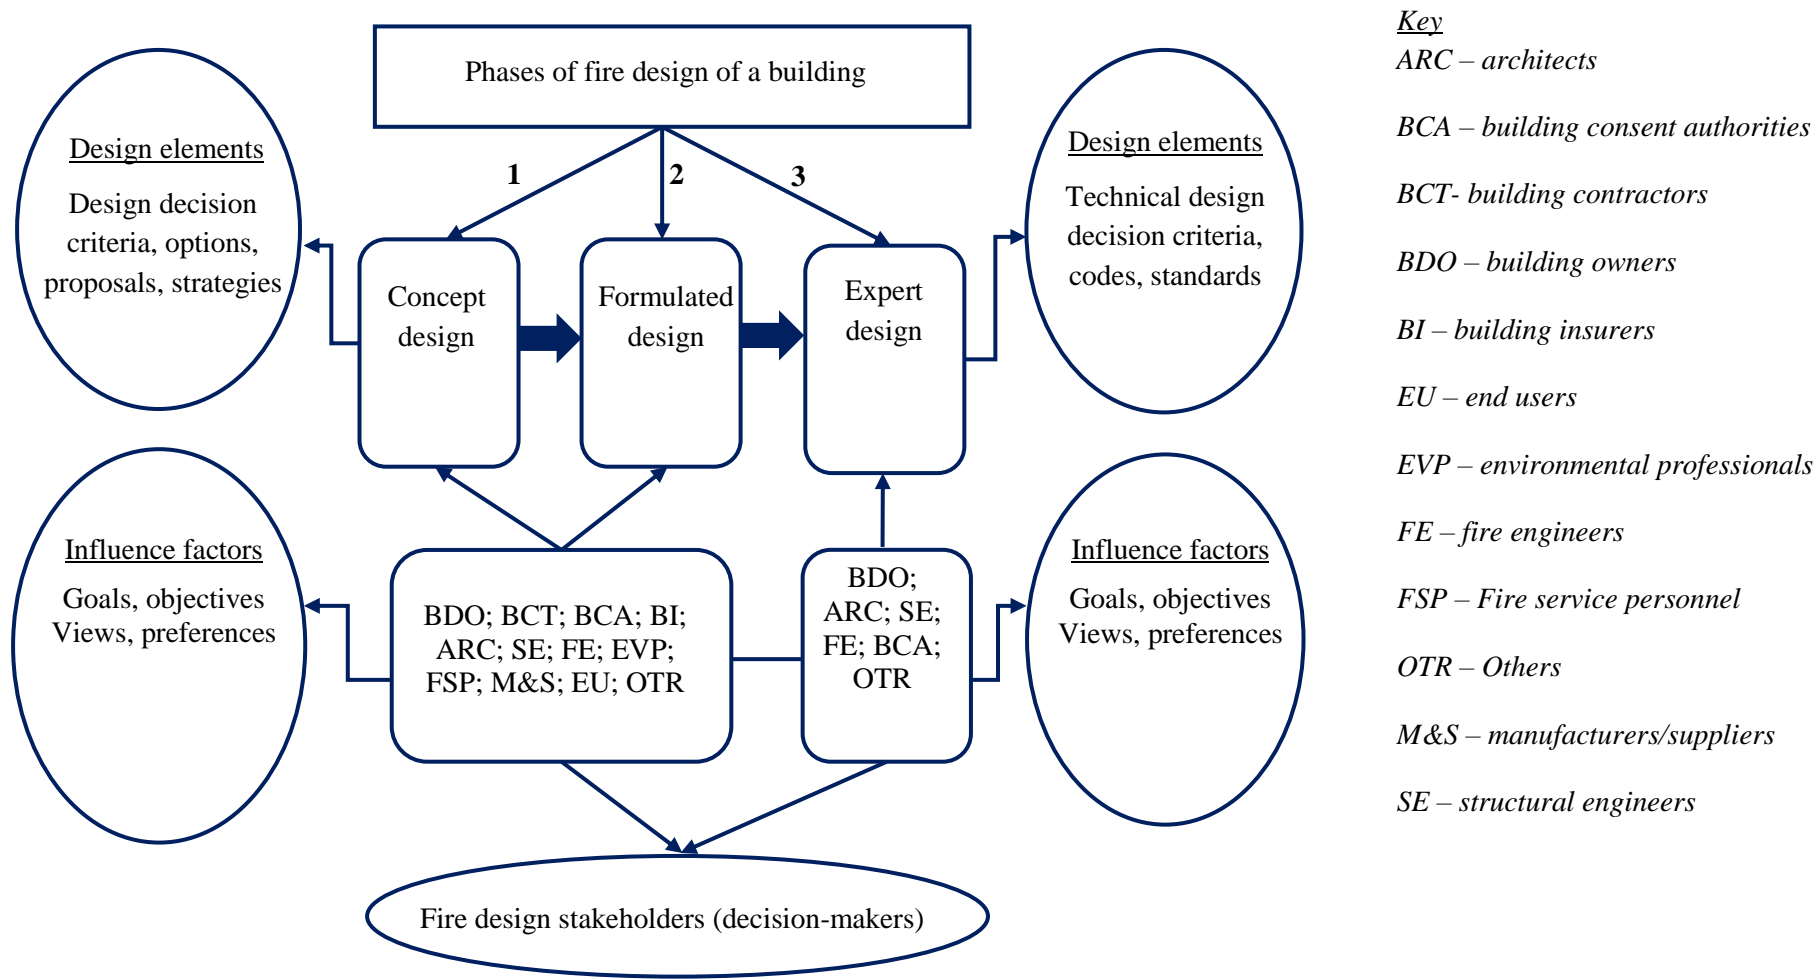 Phases of fire design of a building
1
2
3
Design elements
Design decision
criteria, options,
proposals, strategies
Concept
design
Formulated
design
Expert
design
Design elements
Technical design
decision criteria,
codes, standards
Influence factors
Goals, objectives
Views, preferences
BDO; BCT; BCA; BI;
ARC; SE; FE; EVP;
FSP; M&S; EU; OTR
BDO;
ARC; SE;
FE; BCA;
OTR
Influence factors
Goals, objectives
Views, preferences
Fire design stakeholders (decision-makers)
Key
ARC – architects
BCA – building consent authorities
BCT- building contractors
BDO – building owners
BI – building insurers
EU – end users
EVP – environmental professionals
FE – fire engineers
FSP – Fire service personnel
OTR – Others
M&S – manufacturers/suppliers
SE – structural engineers